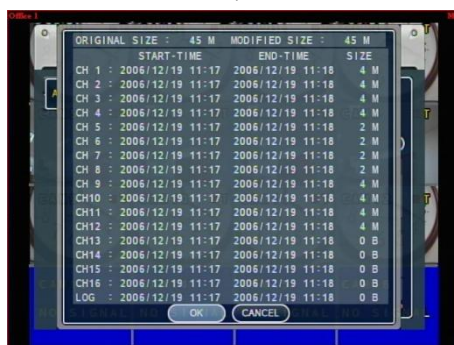 Office 1
ORIGINAL SIZE : 45 M MODIFIED SIZE : 45 M
START-TIME END-TIME SIZE
CH 1 : 2006/12/19 11:17 2006/12/19 11:18 4 M
CH 2 : 2006/12/19 11:17 2006/12/19 11:18 4 M
CH 3 : 2006/12/19 11:17 2006/12/19 11:18 4 M
CH 4 : 2006/12/19 11:17 2006/12/19 11:18 4 M
CH 5 : 2006/12/19 11:17 2006/12/19 11:18 2 M
CH 6 : 2006/12/19 11:17 2006/12/19 11:18 2 M
CH 7 : 2006/12/19 11:17 2006/12/19 11:18 2 M
CH 8 : 2006/12/19 11:17 2006/12/19 11:18 2 M
CH 9 : 2006/12/19 11:17 2006/12/19 11:18 4 M
CH10 : 2006/12/19 11:17 2006/12/19 11:18 4 M
CH11 : 2006/12/19 11:17 2006/12/19 11:18 4 M
CH12 : 2006/12/19 11:17 2006/12/19 11:18 4 M
CH13 : 2006/12/19 11:17 2006/12/19 11:18 0 B
CH14 : 2006/12/19 11:17 2006/12/19 11:18 0 B
CH15 : 2006/12/19 11:17 2006/12/19 11:18 0 B
CH16 : 2006/12/19 11:17 2006/12/19 11:18 0 B
LOG : 2006/12/19 11:17 2006/12/19 11:18 0 B
OK CANCEL
NO SIGNAL NO SIGNAL NO SIGNAL